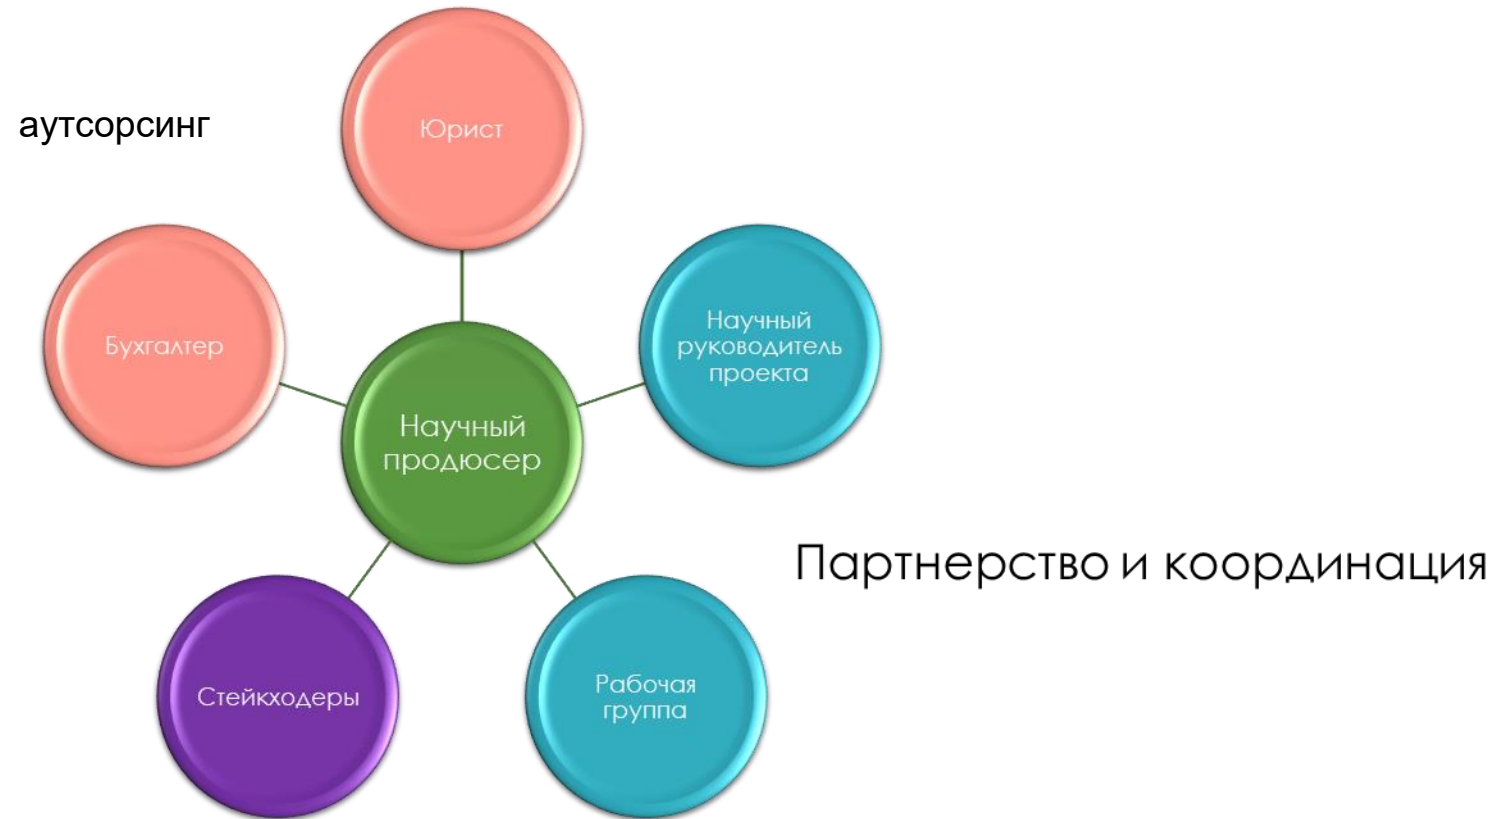 Юрист
аутсорсинг
Бухгалтер
Научный
руководитель
проекта
Научный
продюсер
Партнерство и координация
Стейкходеры
Рабочая
группа